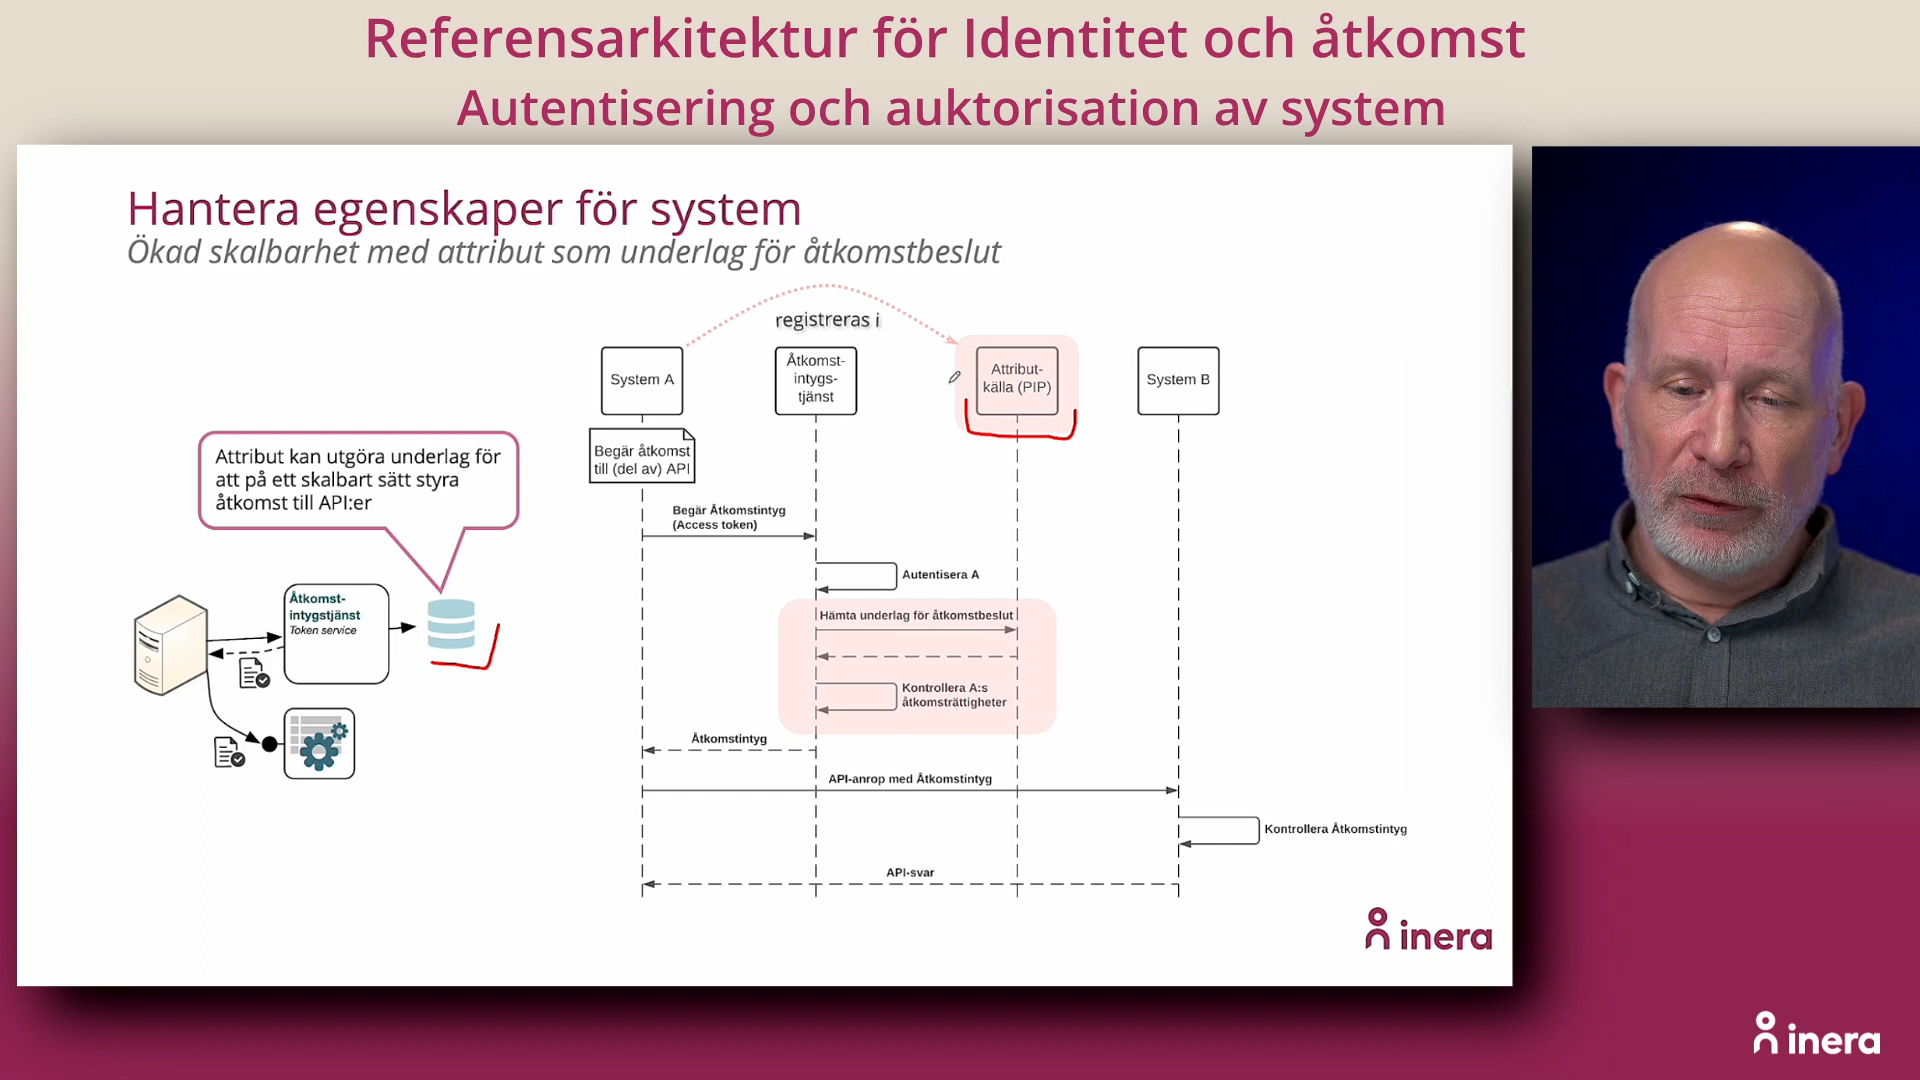 Referensarkitektur för Identitet och åtkomst
Autentisering och auktorisation av system
Hantera egenskaper för system
Ökad skalbarhet med attribut som underlag för åtkomstbeslut
registreras i
System A
Åtkomst-
intygs-
tjänst
Attribut-
källa (PIP)
System B
Begär åtkomst
till (del av) API
Attribut kan utgöra underlag för
att på ett skalbart sätt styra
åtkomst till API:er
Begär Åtkomstintyg
(Access token)
Autentisera A
Åtkomst-
intygstjänst
Token service
Hämta underlag för åtkomstbeslut
Kontrollera A:s
åtkomsträttigheter
Åtkomstintyg
API-anrop med Åtkomstintyg
Kontrollera Åtkomstintyg
API-svar
inera
inera